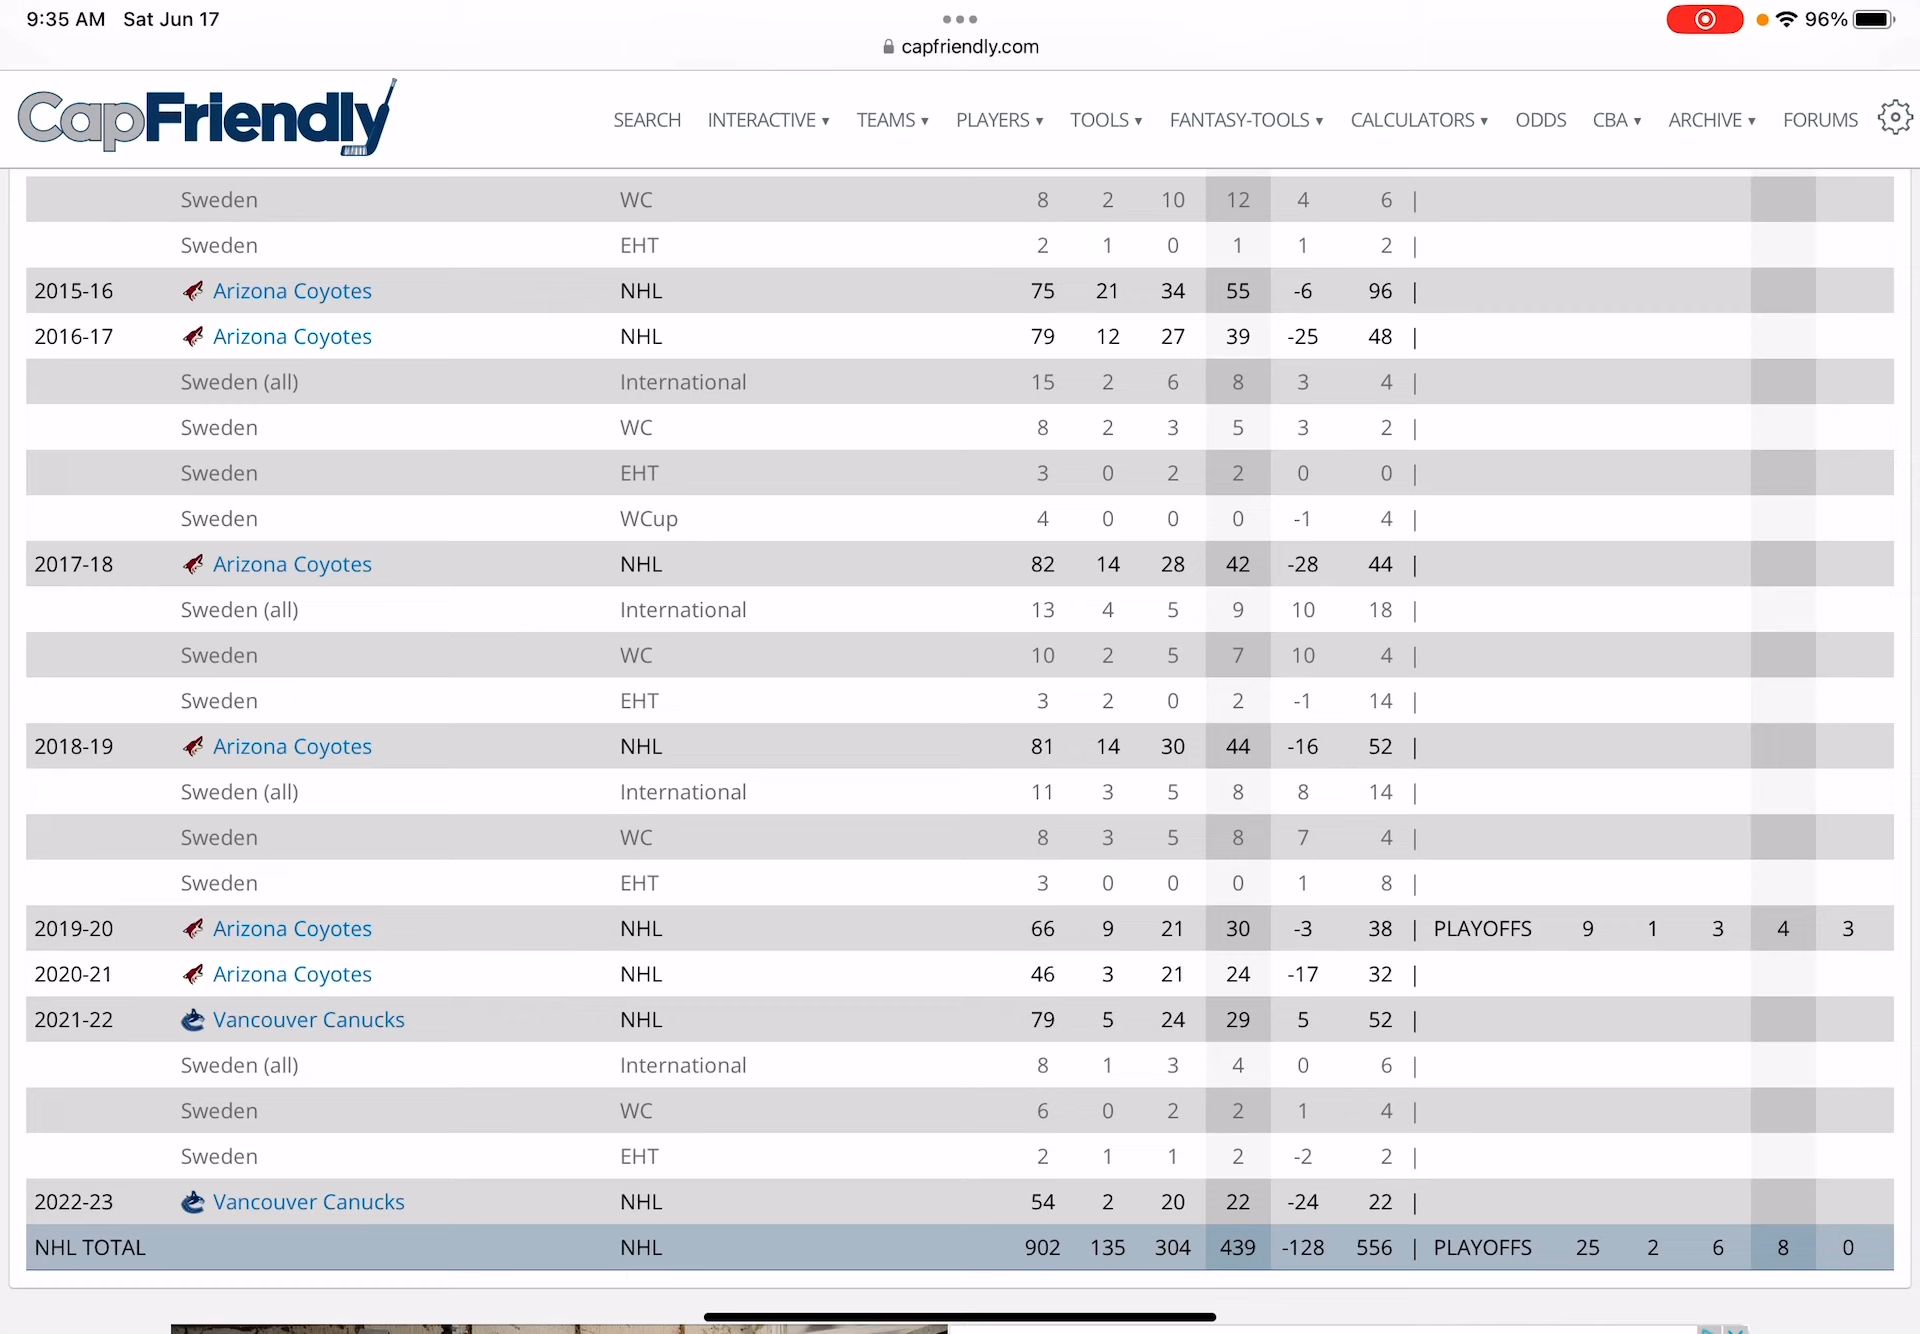 9:35 AM Sat Jun 17
96%
capfriendly.com
CapFriendly
SEARCH INTERACTIVE ▼ TEAMS ▼ PLAYERS ▼ TOOLS ▼ FANTASY-TOOLS ▼ CALCULATORS ▼ ODDS CBA ▼ ARCHIVE ▼ FORUMS
Sweden WC 8 2 10 12 4 6 |
Sweden EHT 2 1 0 1 1 2 |
2015-16 Arizona Coyotes NHL 75 21 34 55 -6 96 |
2016-17 Arizona Coyotes NHL 79 12 27 39 -25 48 |
Sweden (all) International 15 2 6 8 3 4 |
Sweden WC 8 2 3 5 3 2 |
Sweden EHT 3 0 2 2 0 0 |
Sweden WCup 4 0 0 0 -1 4 |
2017-18 Arizona Coyotes NHL 82 14 28 42 -28 44 |
Sweden (all) International 13 4 5 9 10 18 |
Sweden WC 10 2 5 7 10 4 |
Sweden EHT 3 2 0 2 -1 14 |
2018-19 Arizona Coyotes NHL 81 14 30 44 -16 52 |
Sweden (all) International 11 3 5 8 8 14 |
Sweden WC 8 3 5 8 7 4 |
Sweden EHT 3 0 0 0 1 8 |
2019-20 Arizona Coyotes NHL 66 9 21 30 -3 38 | PLAYOFFS 9 1 3 4 3
2020-21 Arizona Coyotes NHL 46 3 21 24 -17 32 |
2021-22 Vancouver Canucks NHL 79 5 24 29 5 52 |
Sweden (all) International 8 1 3 4 0 6 |
Sweden WC 6 0 2 2 1 4 |
Sweden EHT 2 1 1 2 -2 2 |
2022-23 Vancouver Canucks NHL 54 2 20 22 -24 22 |
NHL TOTAL NHL 902 135 304 439 -128 556 | PLAYOFFS 25 2 6 8 0